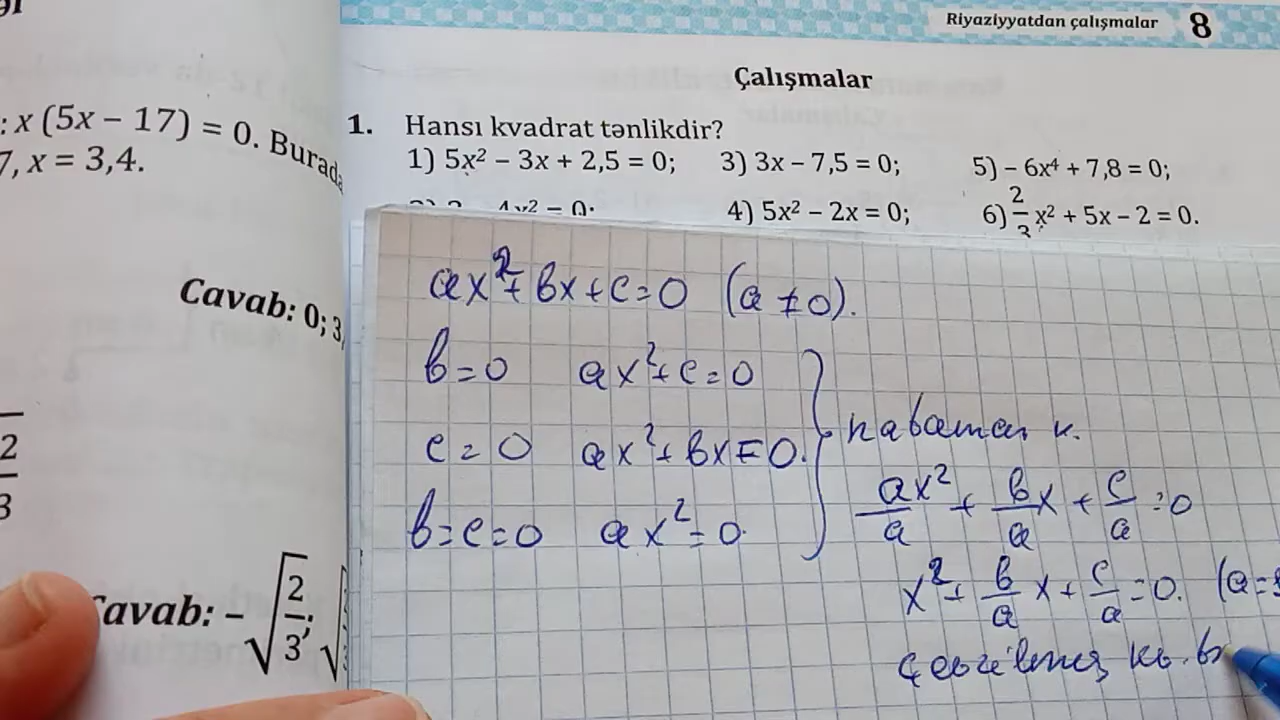 Riyaziyyatdan çalışmalar 8
Çalışmalar
: x (5x – 17) = 0. Burada
7, x = 3,4.
Cavab: 0; 3,
2
3
Cavab: – √2/3;
1. Hansı kvadrat tənlikdir?
1) 5x² – 3x + 2,5 = 0; 3) 3x – 7,5 = 0; 5) – 6x⁴ + 7,8 = 0;
4x² = 0; 4) 5x² – 2x = 0; 6) 2/3 x² + 5x – 2 = 0.
ax² + bx + c = 0 (a ≠ 0).
b = 0 ax² + c = 0
c = 0 ax² + bx = 0.
b = c = 0 ax² = 0.
ax²/a + b/a x + c/a = 0
x² + b/a x + c/a = 0. (a =
kv.